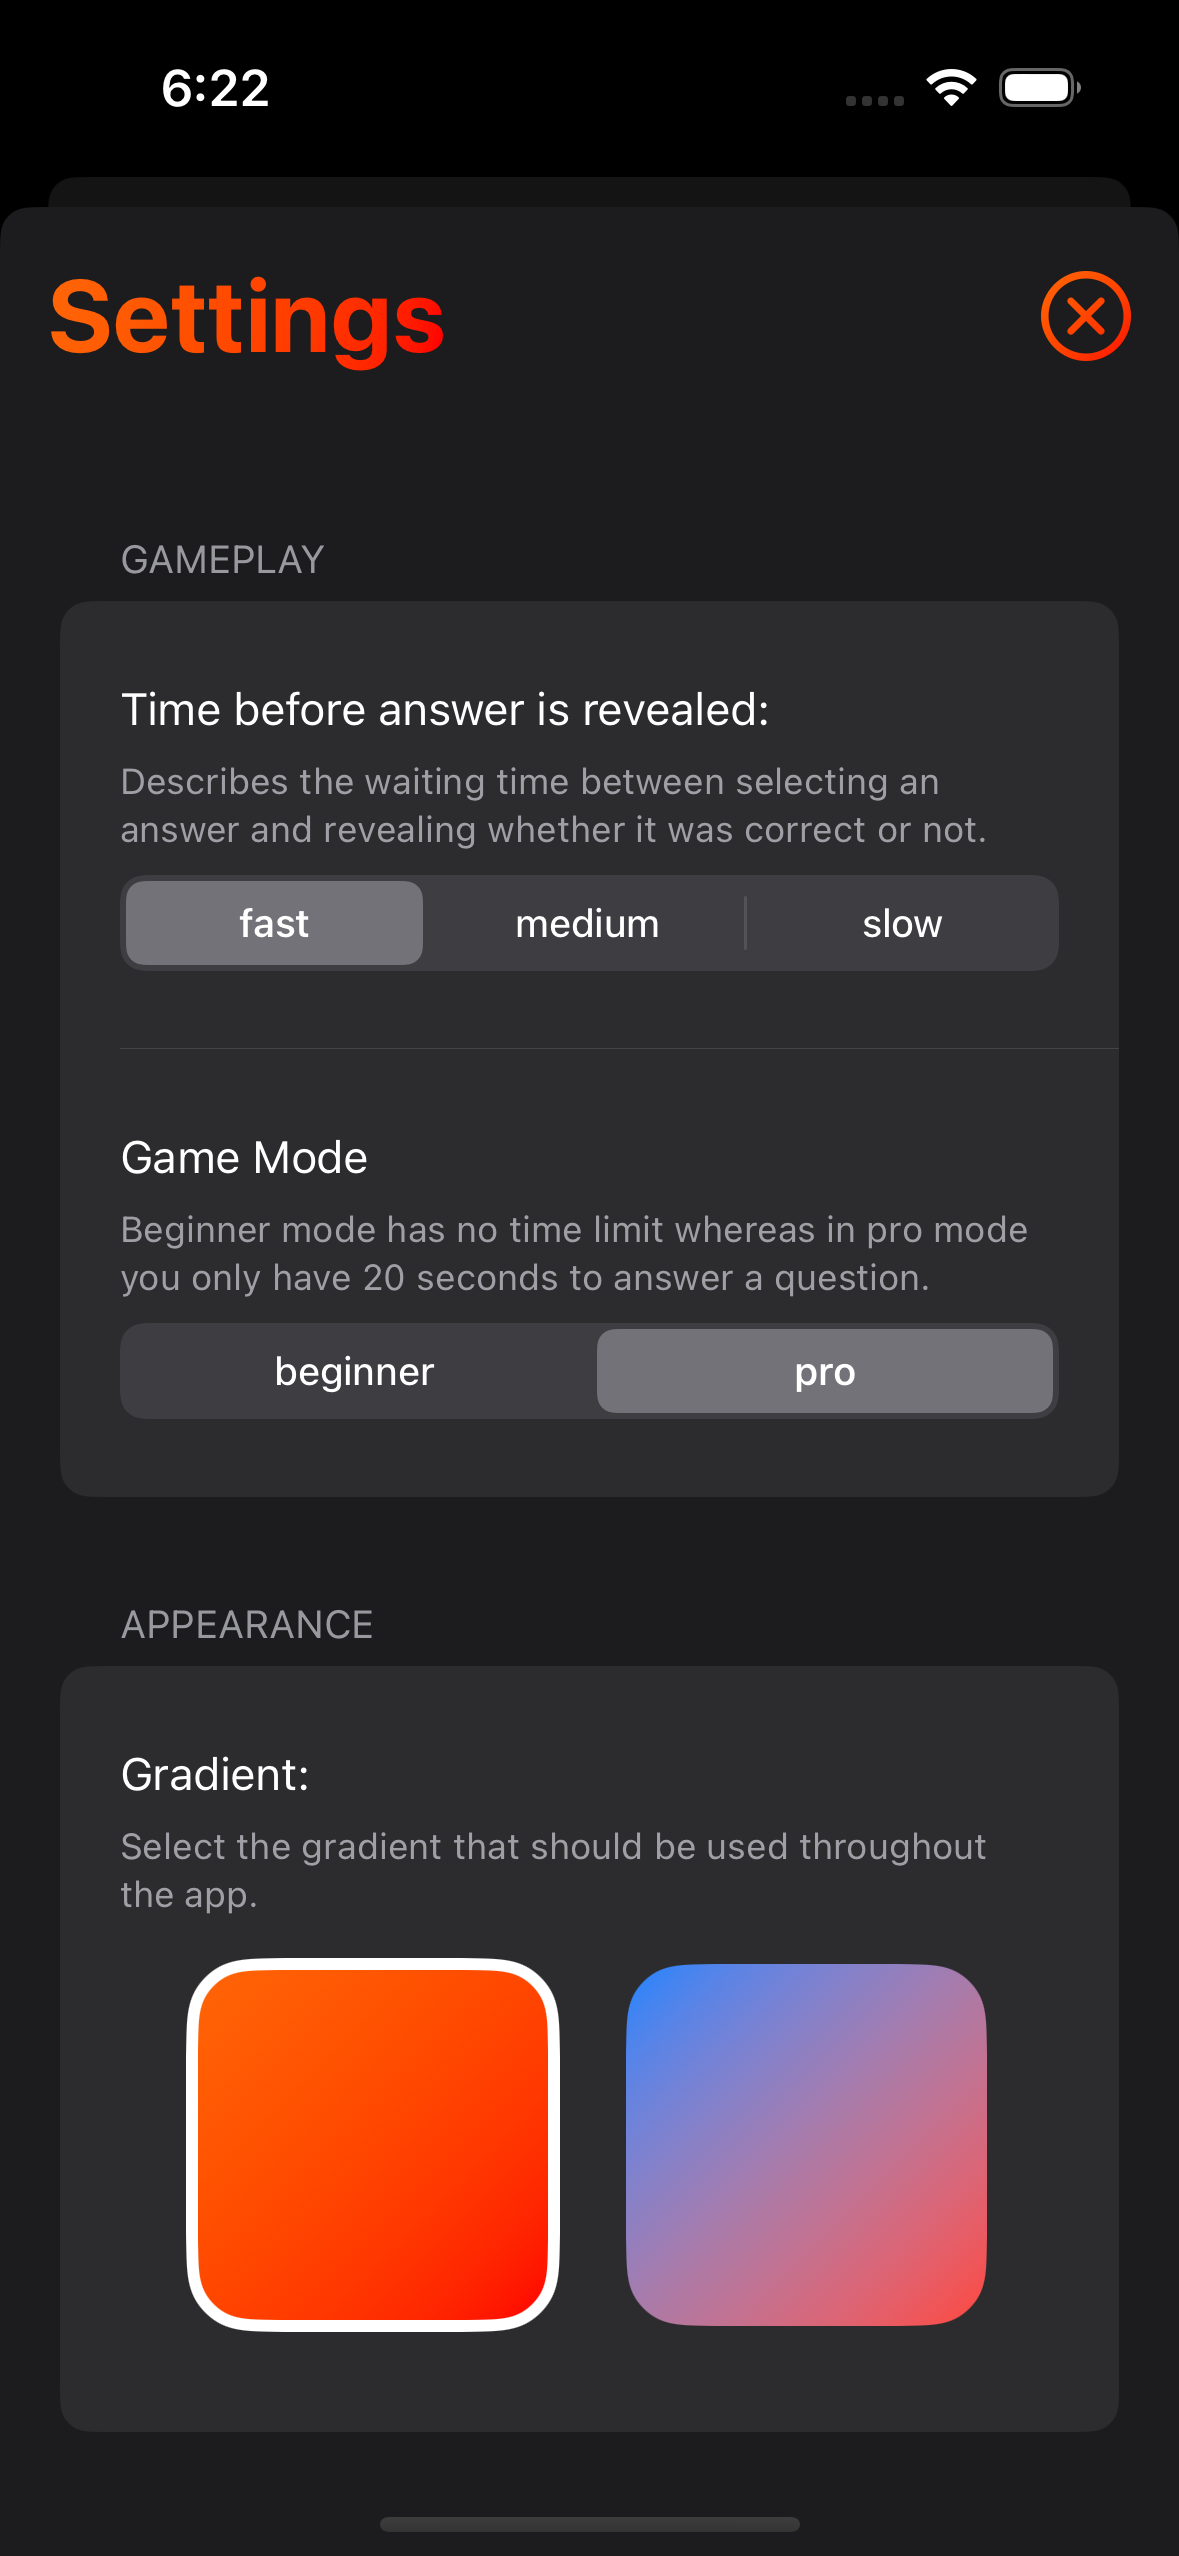 6:22
Settings
GAMEPLAY
Time before answer is revealed:
Describes the waiting time between selecting an
answer and revealing whether it was correct or not.
fast medium slow
Game Mode
Beginner mode has no time limit whereas in pro mode
you only have 20 seconds to answer a question.
beginner pro
APPEARANCE
Gradient:
Select the gradient that should be used throughout
the app.